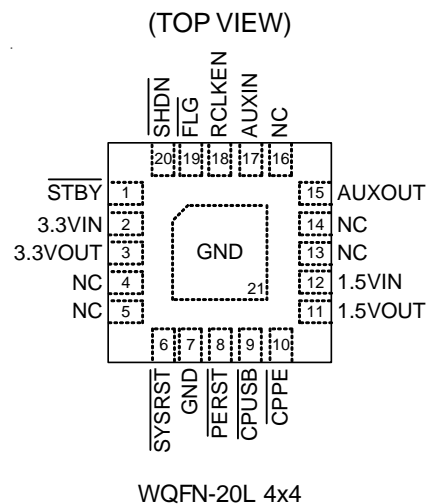 (TOP VIEW)
SHDN
FLG
RCLKEN
AUXIN
NC
20 19 18 17 16
STBY 1
3.3VIN 2
3.3VOUT 3
NC 4
NC 5
GND
21
15 AUXOUT
14 NC
13 NC
12 1.5VIN
11 1.5VOUT
6 7 8 9 10
SYSRST
GND
PERST
CPUSB
CPPE
WQFN-20L 4x4